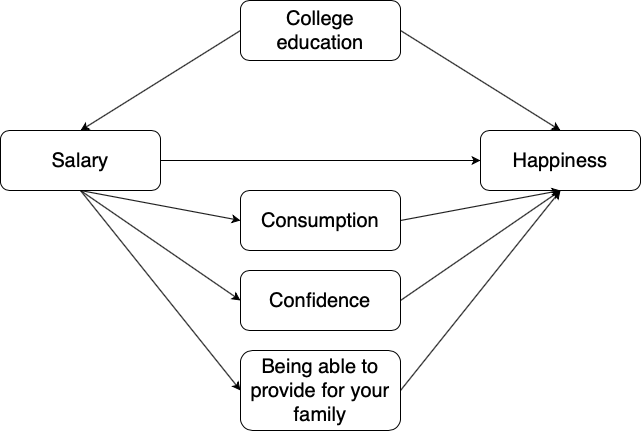 College
education
Salary
Happiness
Consumption
Confidence
Being able to
provide for your
family